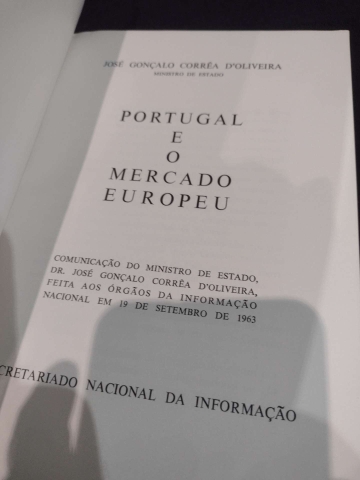 JOSÉ GONÇALO CORRÊA D'OLIVEIRA
MINISTRO DE ESTADO
PORTUGAL
E
O
MERCADO
EUROPEU
COMUNICAÇÃO DO MINISTRO DE ESTADO,
DR. JOSÉ GONÇALO CORRÊA D'OLIVEIRA,
FEITA AOS ÓRGÃOS DA INFORMAÇÃO
NACIONAL EM 19 DE SETEMBRO DE 1963
CRETARIADO NACIONAL DA INFORMAÇÃO